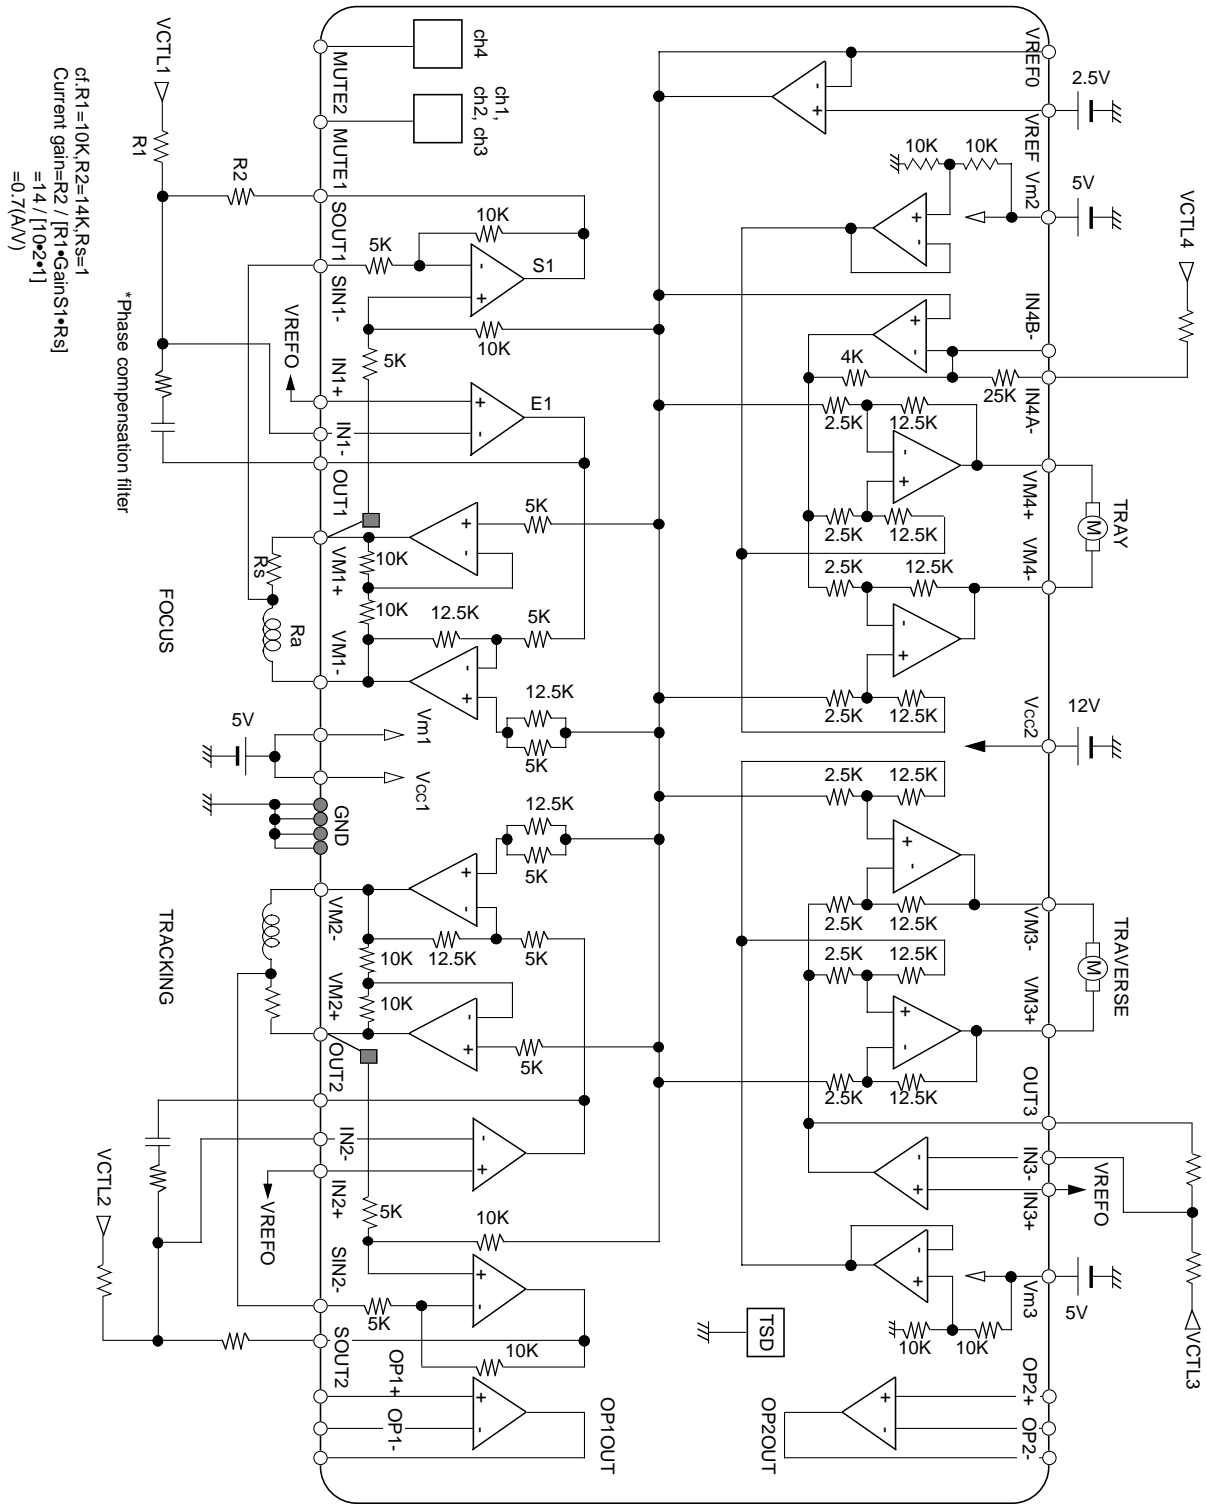 VCTL1
R1
R2
cf.R1=10K,R2=14K,Rs=1
Current gain=R2 / [R1•GainS1•Rs]
=14 / [10•2•1]
=0.7(A/V)
*Phase compensation filter
VREFO
FOCUS
Rs
Ra
5V
TRACKING
VREFO
VCTL2
MUTE2
MUTE1
SOUT1
SIN1-
IN1+
IN1-
OUT1
VM1+
VM1-
GND
VM2-
VM2+
OUT2
IN2-
IN2+
SIN2-
SOUT2
OP1+
OP1-
ch4
ch1,
ch2, ch3
10K
5K
S1
10K
5K
E1
5K
10K
10K
12.5K
5K
12.5K
5K
Vm1
Vcc1
12.5K
5K
12.5K
5K
10K
10K
5K
5K
10K
5K
10K
OP1OUT
VREF0
2.5V
VREF
Vm2
5V
10K
10K
VCTL4
IN4B-
4K
25K
IN4A-
2.5K
12.5K
VM4+
2.5K
12.5K
TRAY
M
VM4-
2.5K
12.5K
2.5K
12.5K
Vcc2
12V
2.5K
12.5K
2.5K
12.5K
VM3-
TRAVERSE
M
2.5K
12.5K
VM3+
2.5K
12.5K
OUT3
IN3-
IN3+
VREFO
Vm3
5V
10K
10K
VCTL3
TSD
OP2+
OP2-
OP2OUT